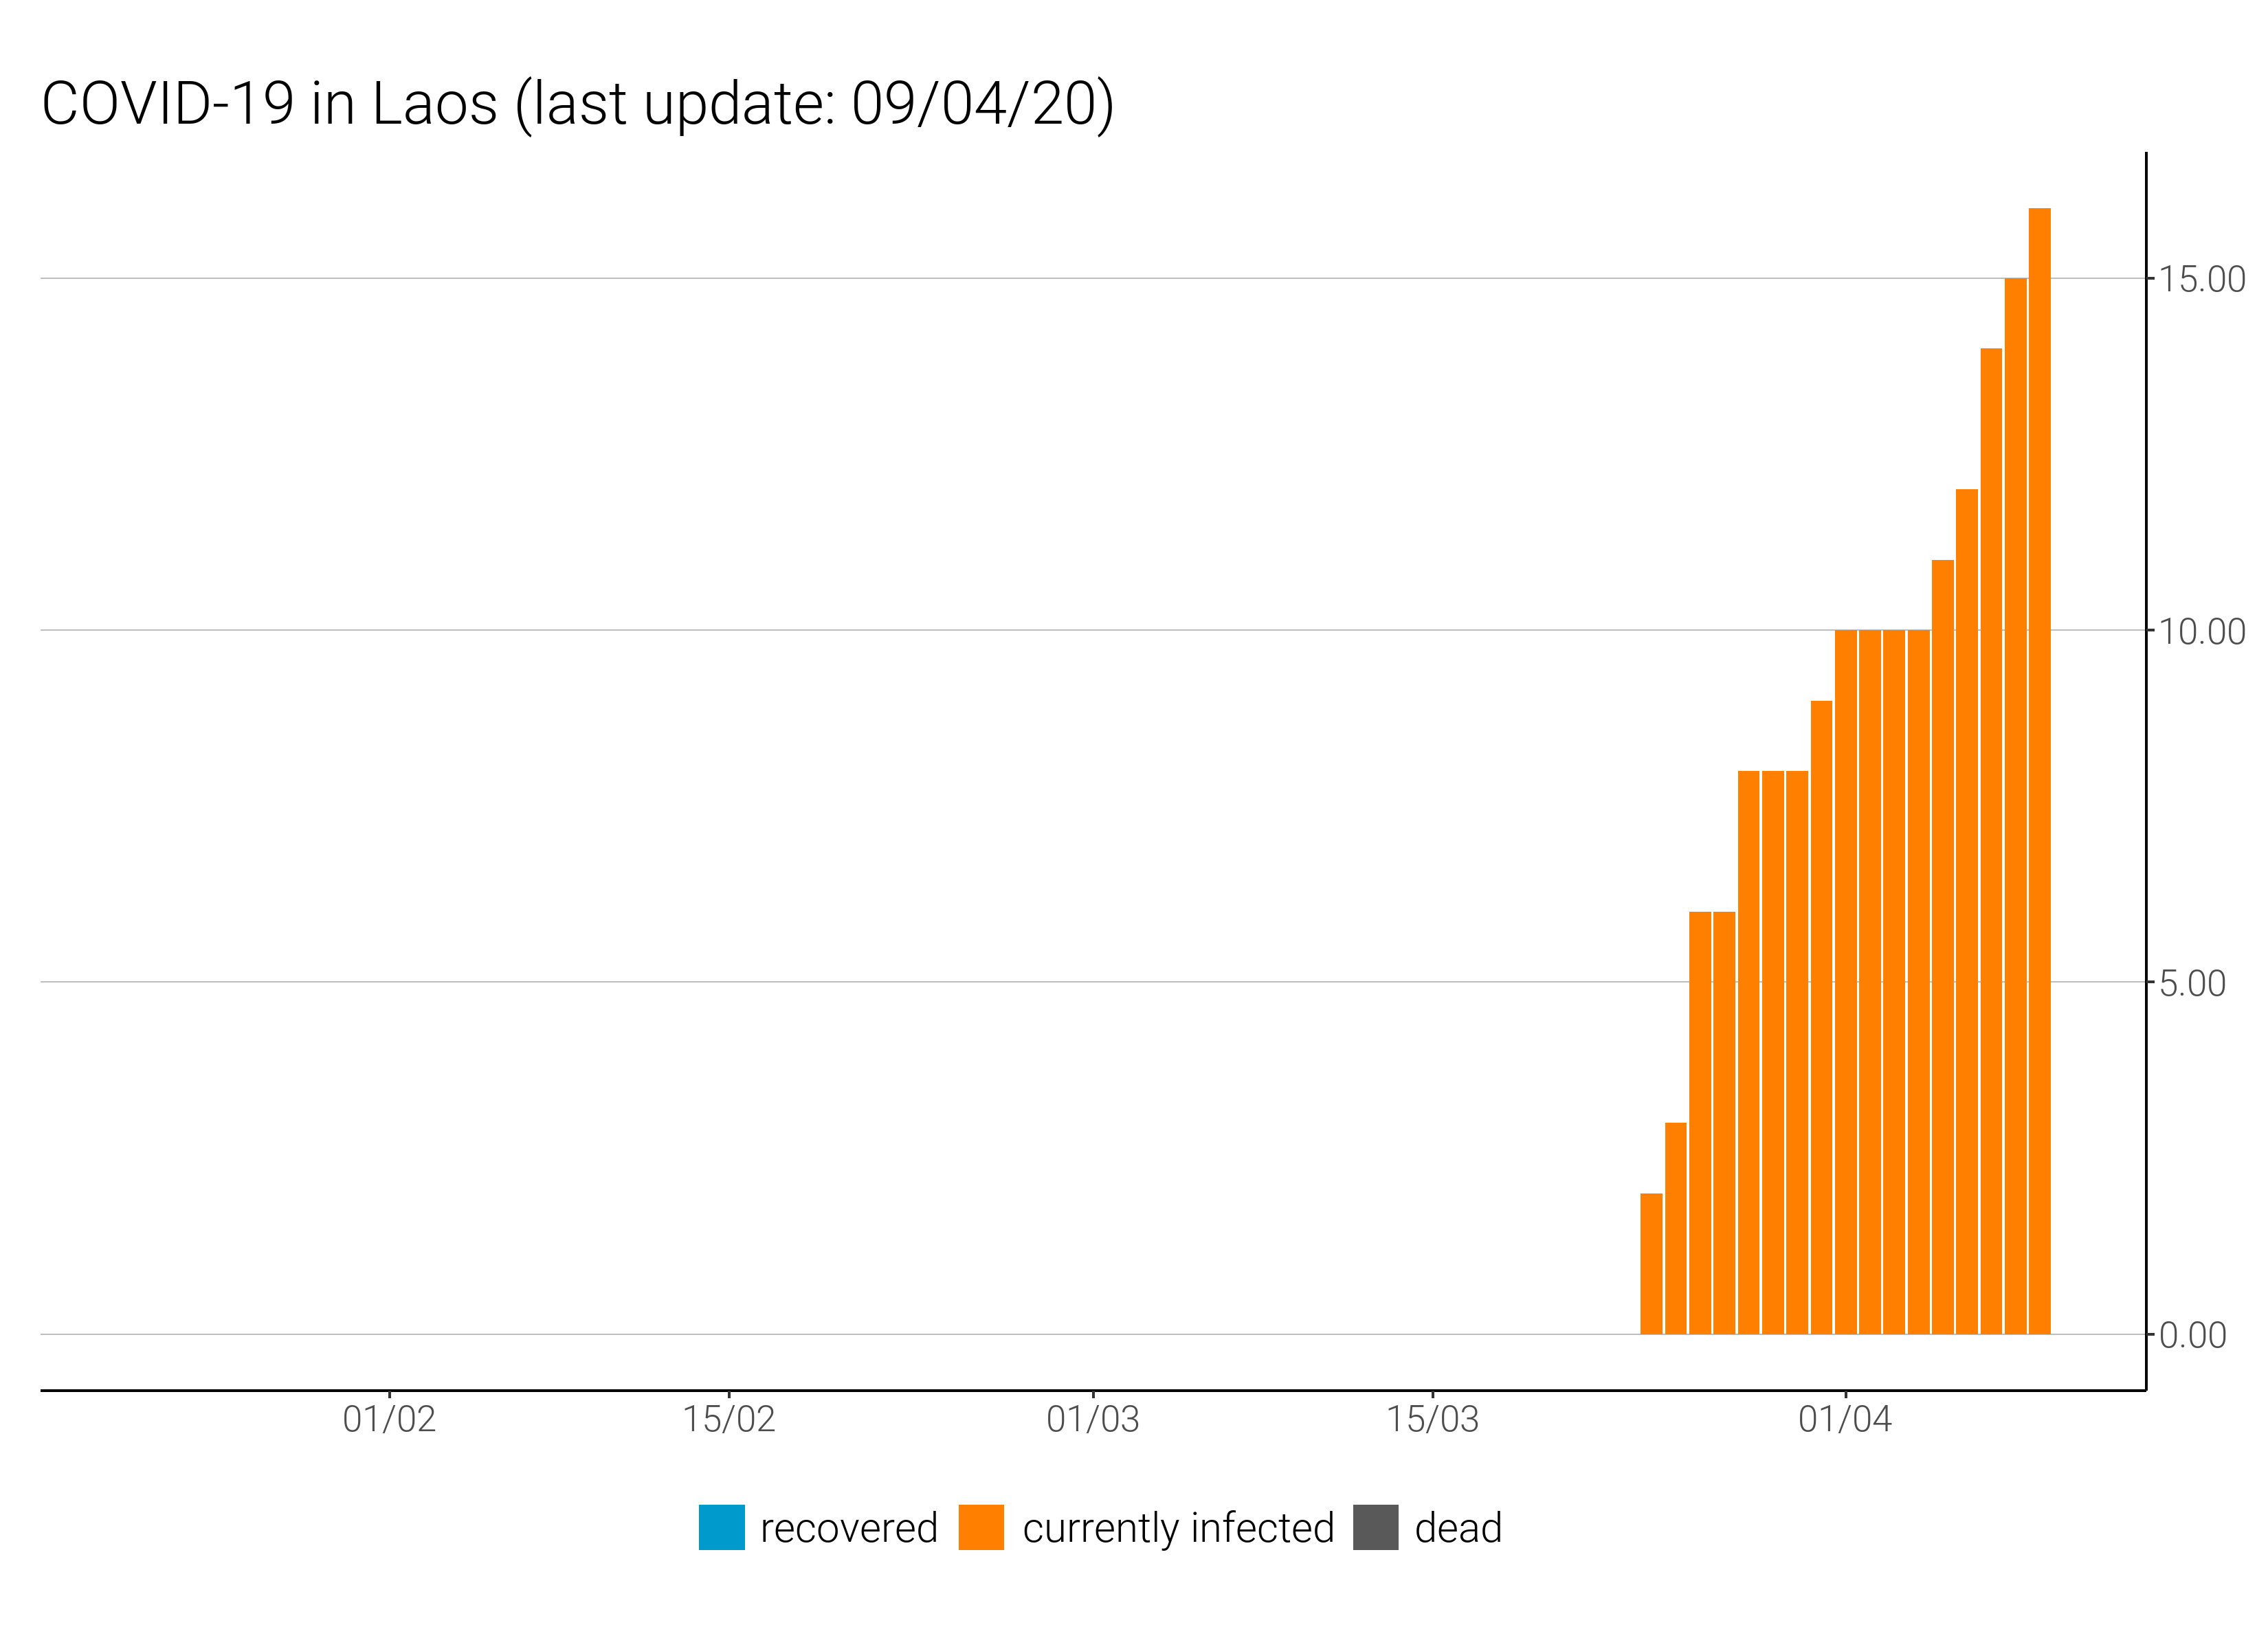 COVID-19 in Laos (last update: 09/04/20)
15.00
10.00
5.00
0.00
01/02 15/02 01/03 15/03 01/04
recovered currently infected dead